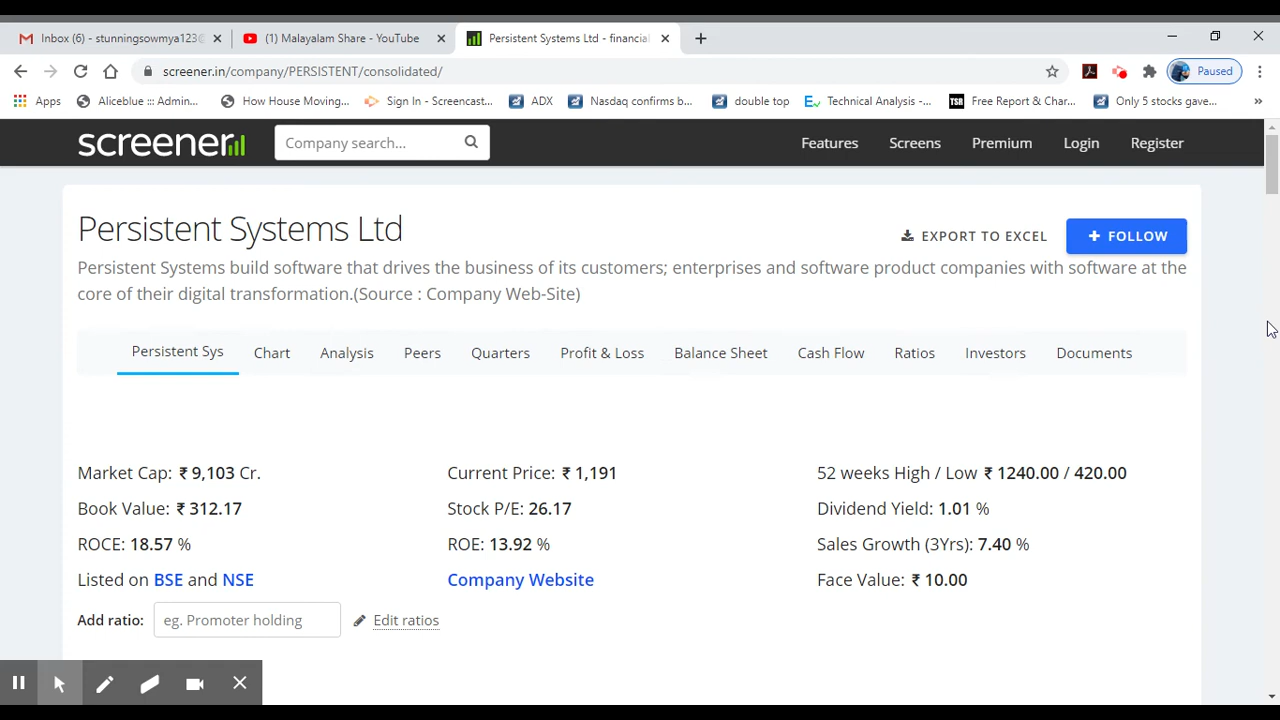 Inbox (6) - stunningsowmya123@
(1) Malayalam Share - YouTube
Persistent Systems Ltd - financial
screener.in/company/PERSISTENT/consolidated/
Paused
Apps
Aliceblue ::: Admin...
How House Moving...
Sign In - Screencast...
ADX
Nasdaq confirms b...
double top
Technical Analysis -...
TSR
Free Report & Char...
Only 5 stocks gave...
»
screener
Company search...
Features
Screens
Premium
Login
Register
Persistent Systems Ltd
EXPORT TO EXCEL
+ FOLLOW
Persistent Systems build software that drives the business of its customers; enterprises and software product companies with software at the
core of their digital transformation.(Source : Company Web-Site)
Persistent Sys
Chart
Analysis
Peers
Quarters
Profit & Loss
Balance Sheet
Cash Flow
Ratios
Investors
Documents
Market Cap: ₹ 9,103 Cr.
Current Price: ₹ 1,191
52 weeks High / Low ₹ 1240.00 / 420.00
Book Value: ₹ 312.17
Stock P/E: 26.17
Dividend Yield: 1.01 %
ROCE: 18.57 %
ROE: 13.92 %
Sales Growth (3Yrs): 7.40 %
Listed on BSE and NSE
Company Website
Face Value: ₹ 10.00
Add ratio:
eg. Promoter holding
Edit ratios